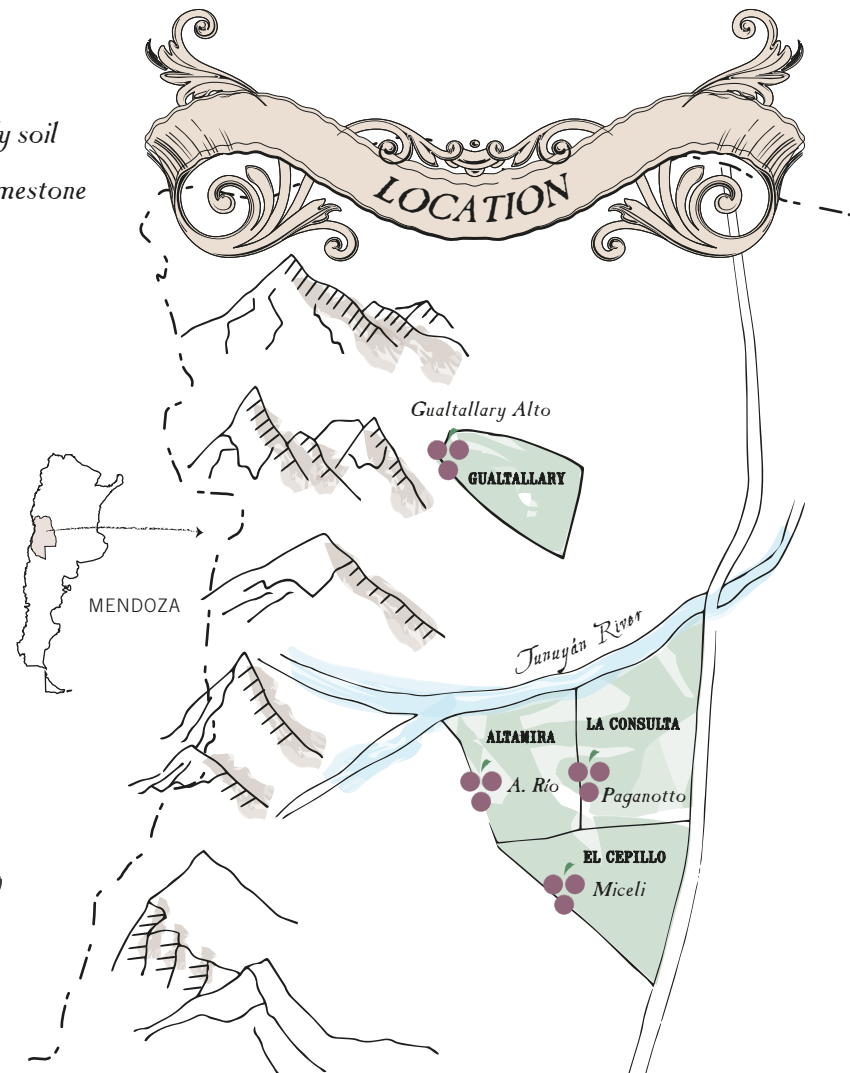 y soil
mestone
LOCATION
Gualtallary Alto
GUALTALLARY
MENDOZA
Tunuyán River
LA CONSULTA
ALTAMIRA
A. Río
Paganotto
EL CEPILLO
Miceli